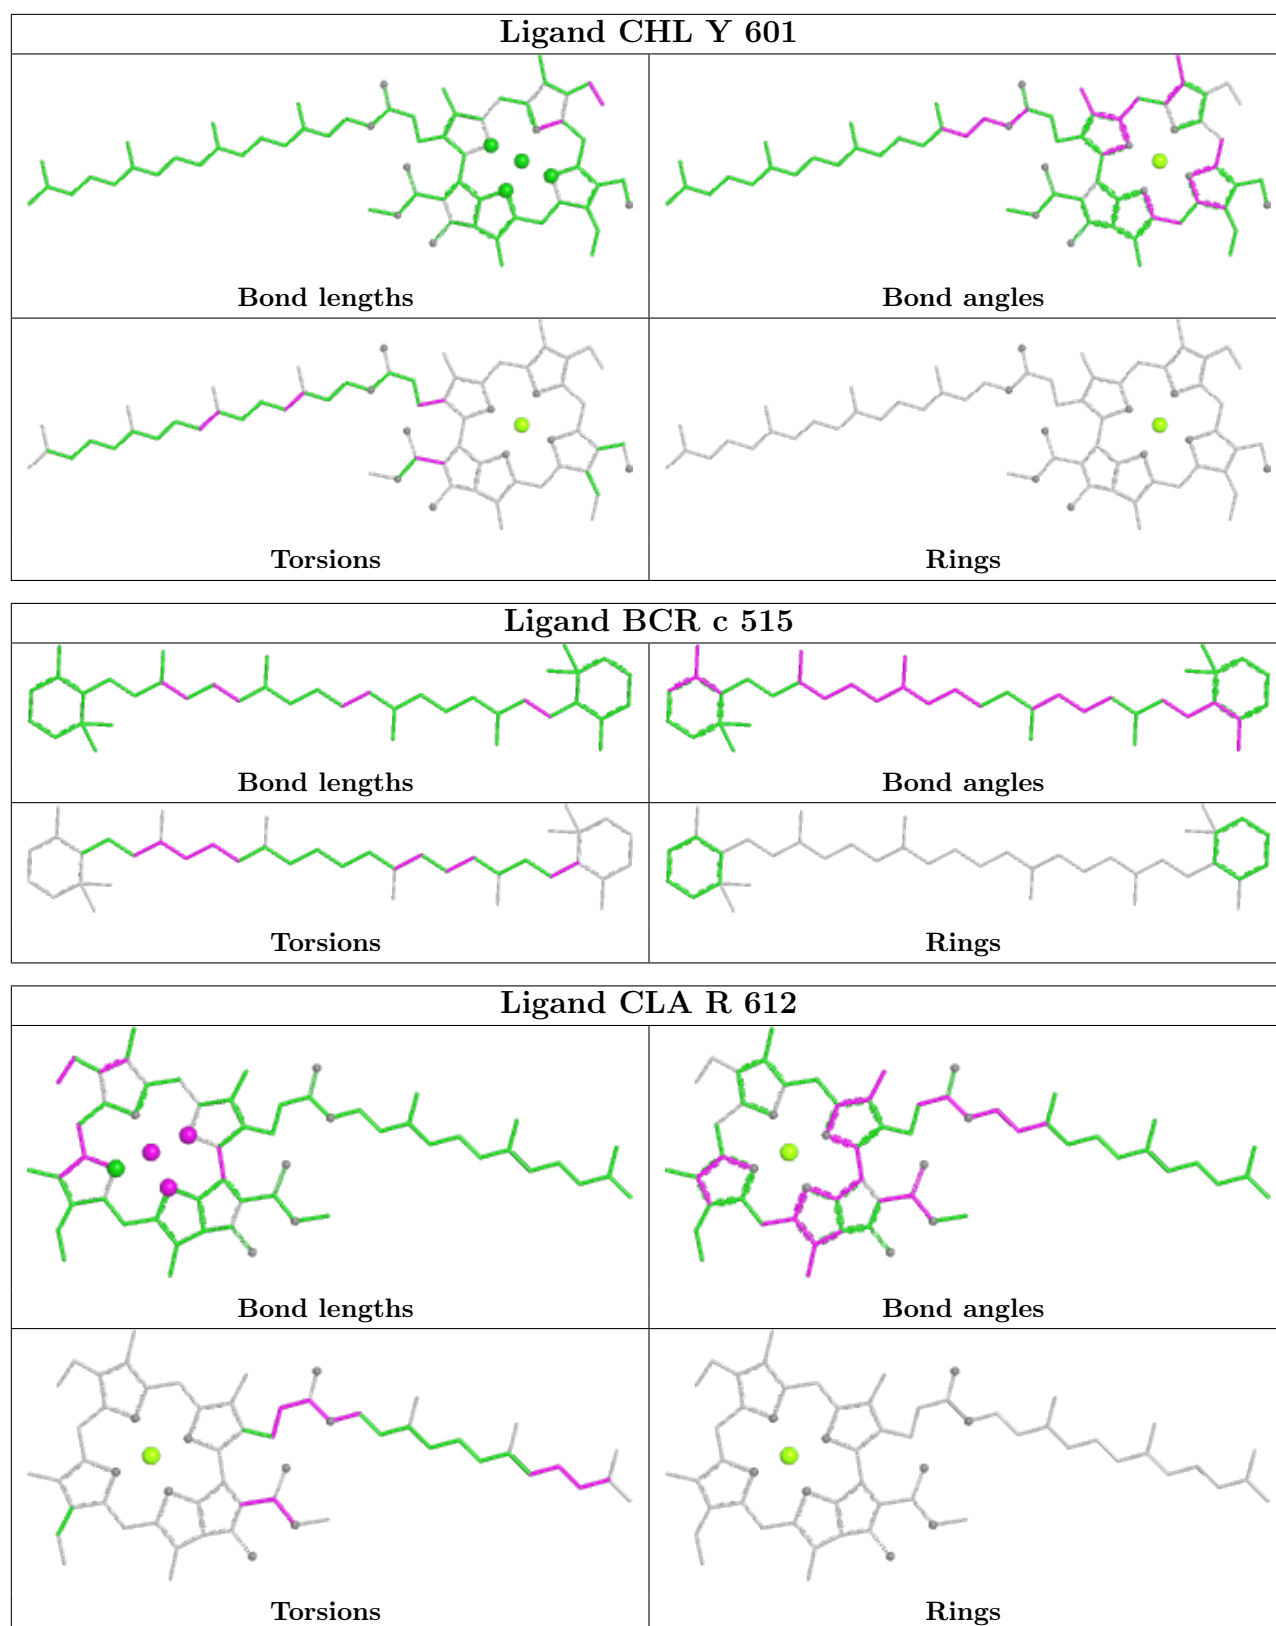 Ligand CHL Y 601
Bond lengths
Bond angles
Torsions
Rings
Ligand BCR c 515
Bond lengths
Bond angles
Torsions
Rings
Ligand CLA R 612
Bond lengths
Bond angles
Torsions
Rings